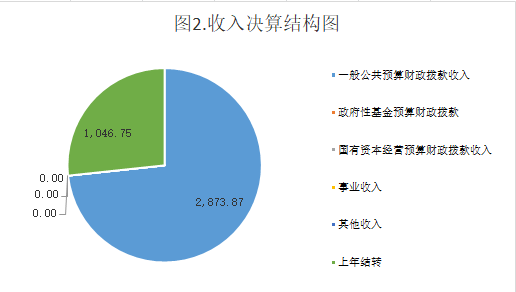 图2.收入决算结构图
一般公共预算财政拨款收入
政府性基金预算财政拨款
国有资本经营预算财政拨款收入
事业收入
其他收入
上年结转
1,046.75
0.00
0.00
0.00
2,873.87